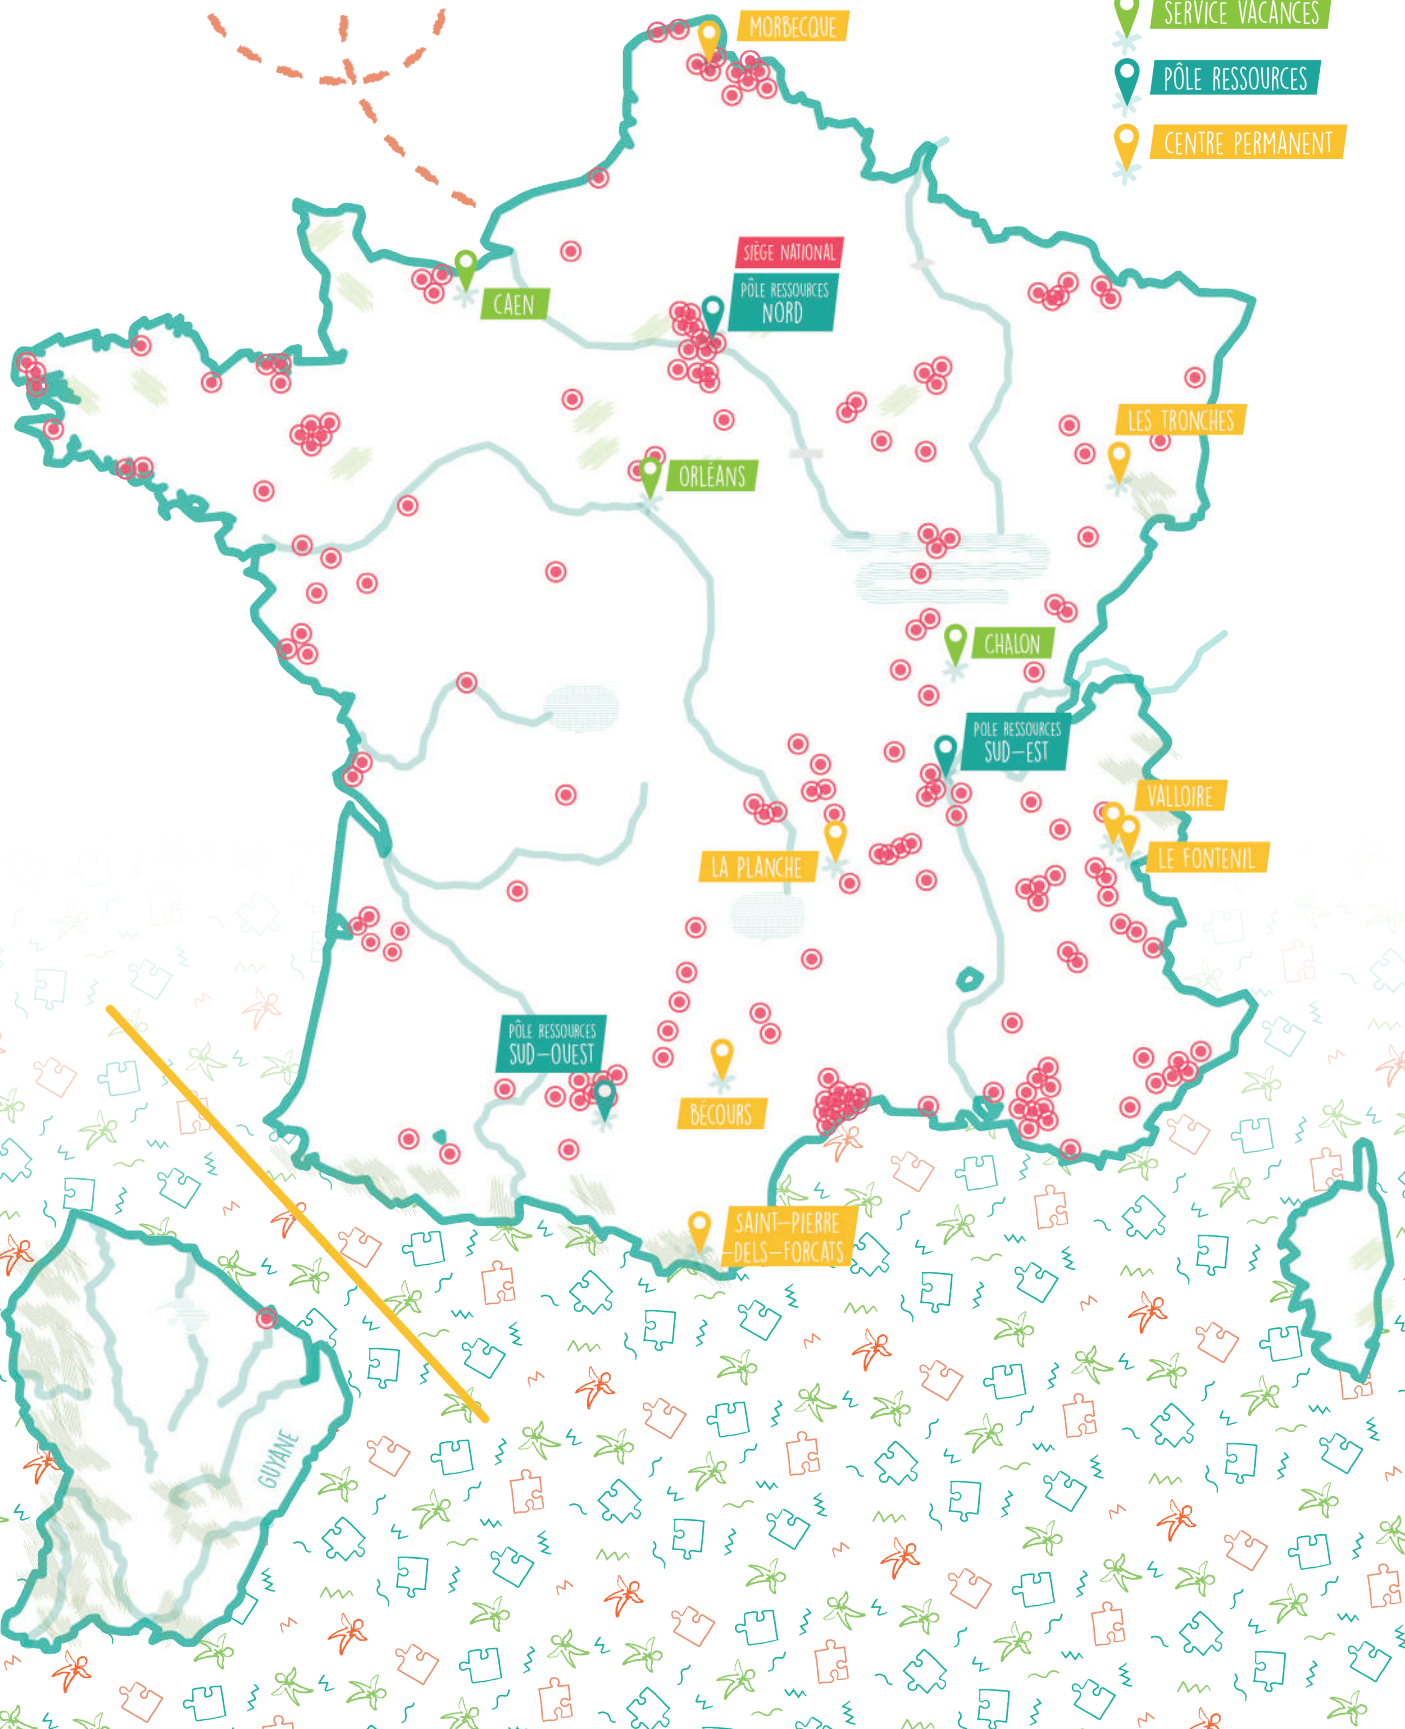 SERVICE VACANCES
MORBECQUE
PÔLE RESSOURCES
CENTRE PERMANENT
SIÈGE NATIONAL
PÔLE RESSOURCES
NORD
CAEN
LES TRONCHES
ORLÉANS
CHALON
POLE RESSOURCES
SUD-EST
VALLOIRE
LE FONTENIL
LA PLANCHE
PÔLE RESSOURCES
SUD-OUEST
BÉCOURS
SAINT-PIERRE
-DELS-FORCATS
GUYANE